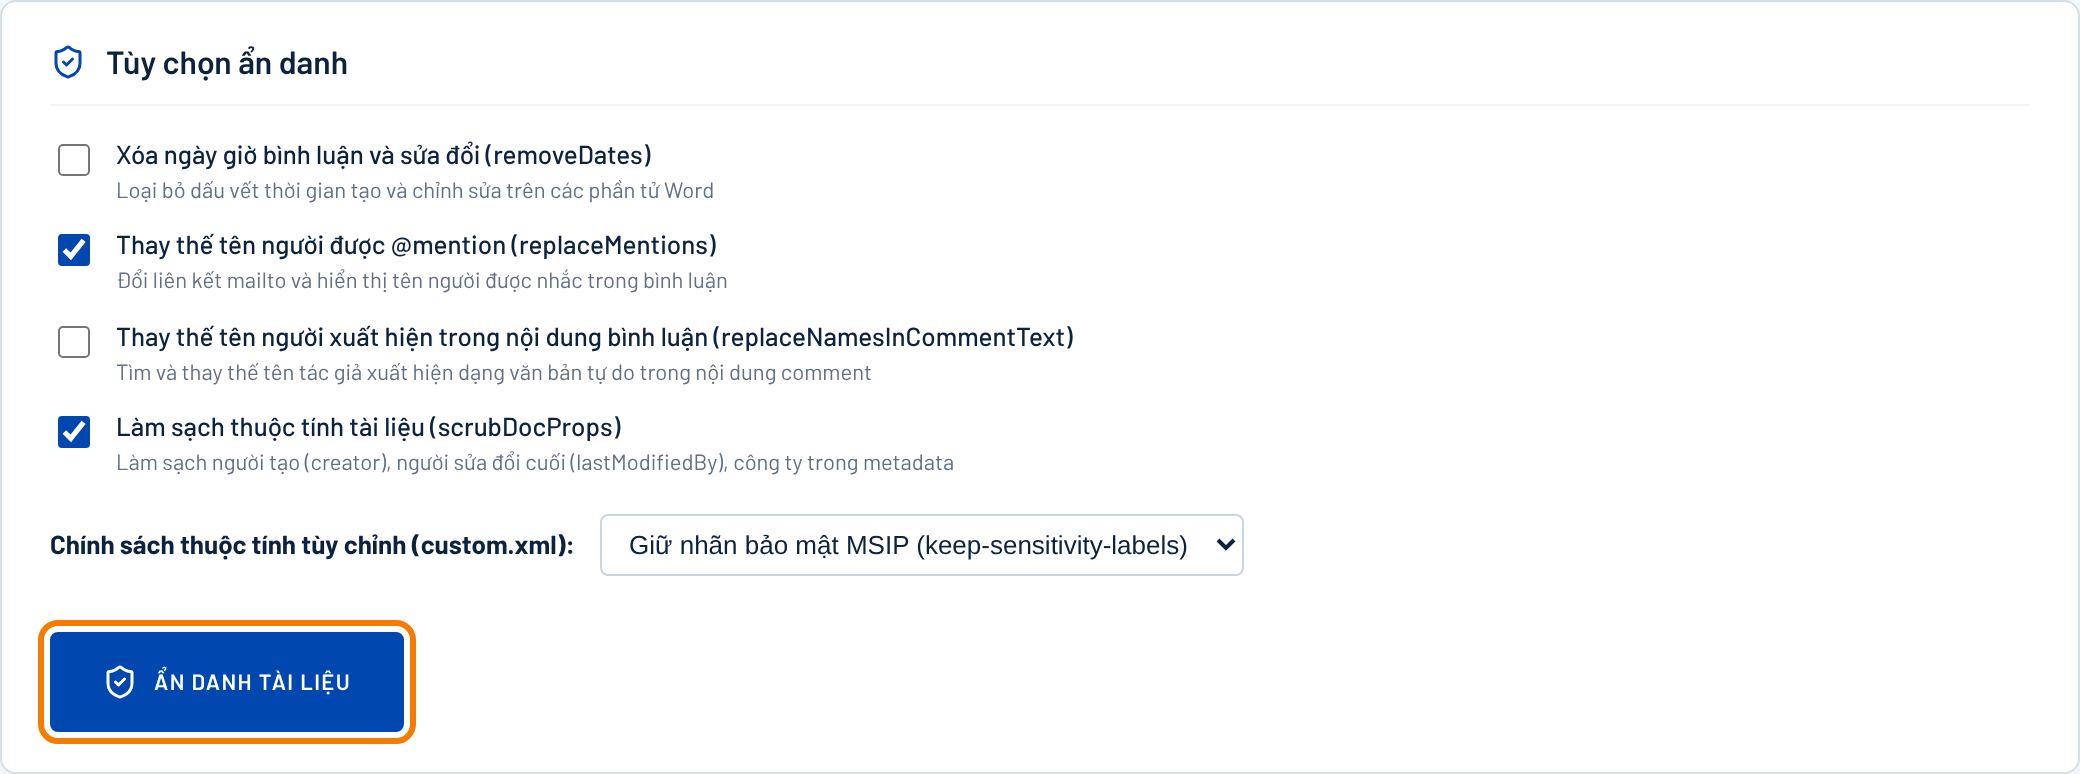 Tùy chọn ẩn danh
Xóa ngày giờ bình luận và sửa đổi (removeDates)
Loại bỏ dấu vết thời gian tạo và chỉnh sửa trên các phần tử Word
Thay thế tên người được @mention (replaceMentions)
Đổi liên kết mailto và hiển thị tên người được nhắc trong bình luận
Thay thế tên người xuất hiện trong nội dung bình luận (replaceNamesInCommentText)
Tìm và thay thế tên tác giả xuất hiện dạng văn bản tự do trong nội dung comment
Làm sạch thuộc tính tài liệu (scrubDocProps)
Làm sạch người tạo (creator), người sửa đổi cuối (lastModifiedBy), công ty trong metadata
Chính sách thuộc tính tùy chỉnh (custom.xml): Giữ nhãn bảo mật MSIP (keep-sensitivity-labels)
ẨN DANH TÀI LIỆU